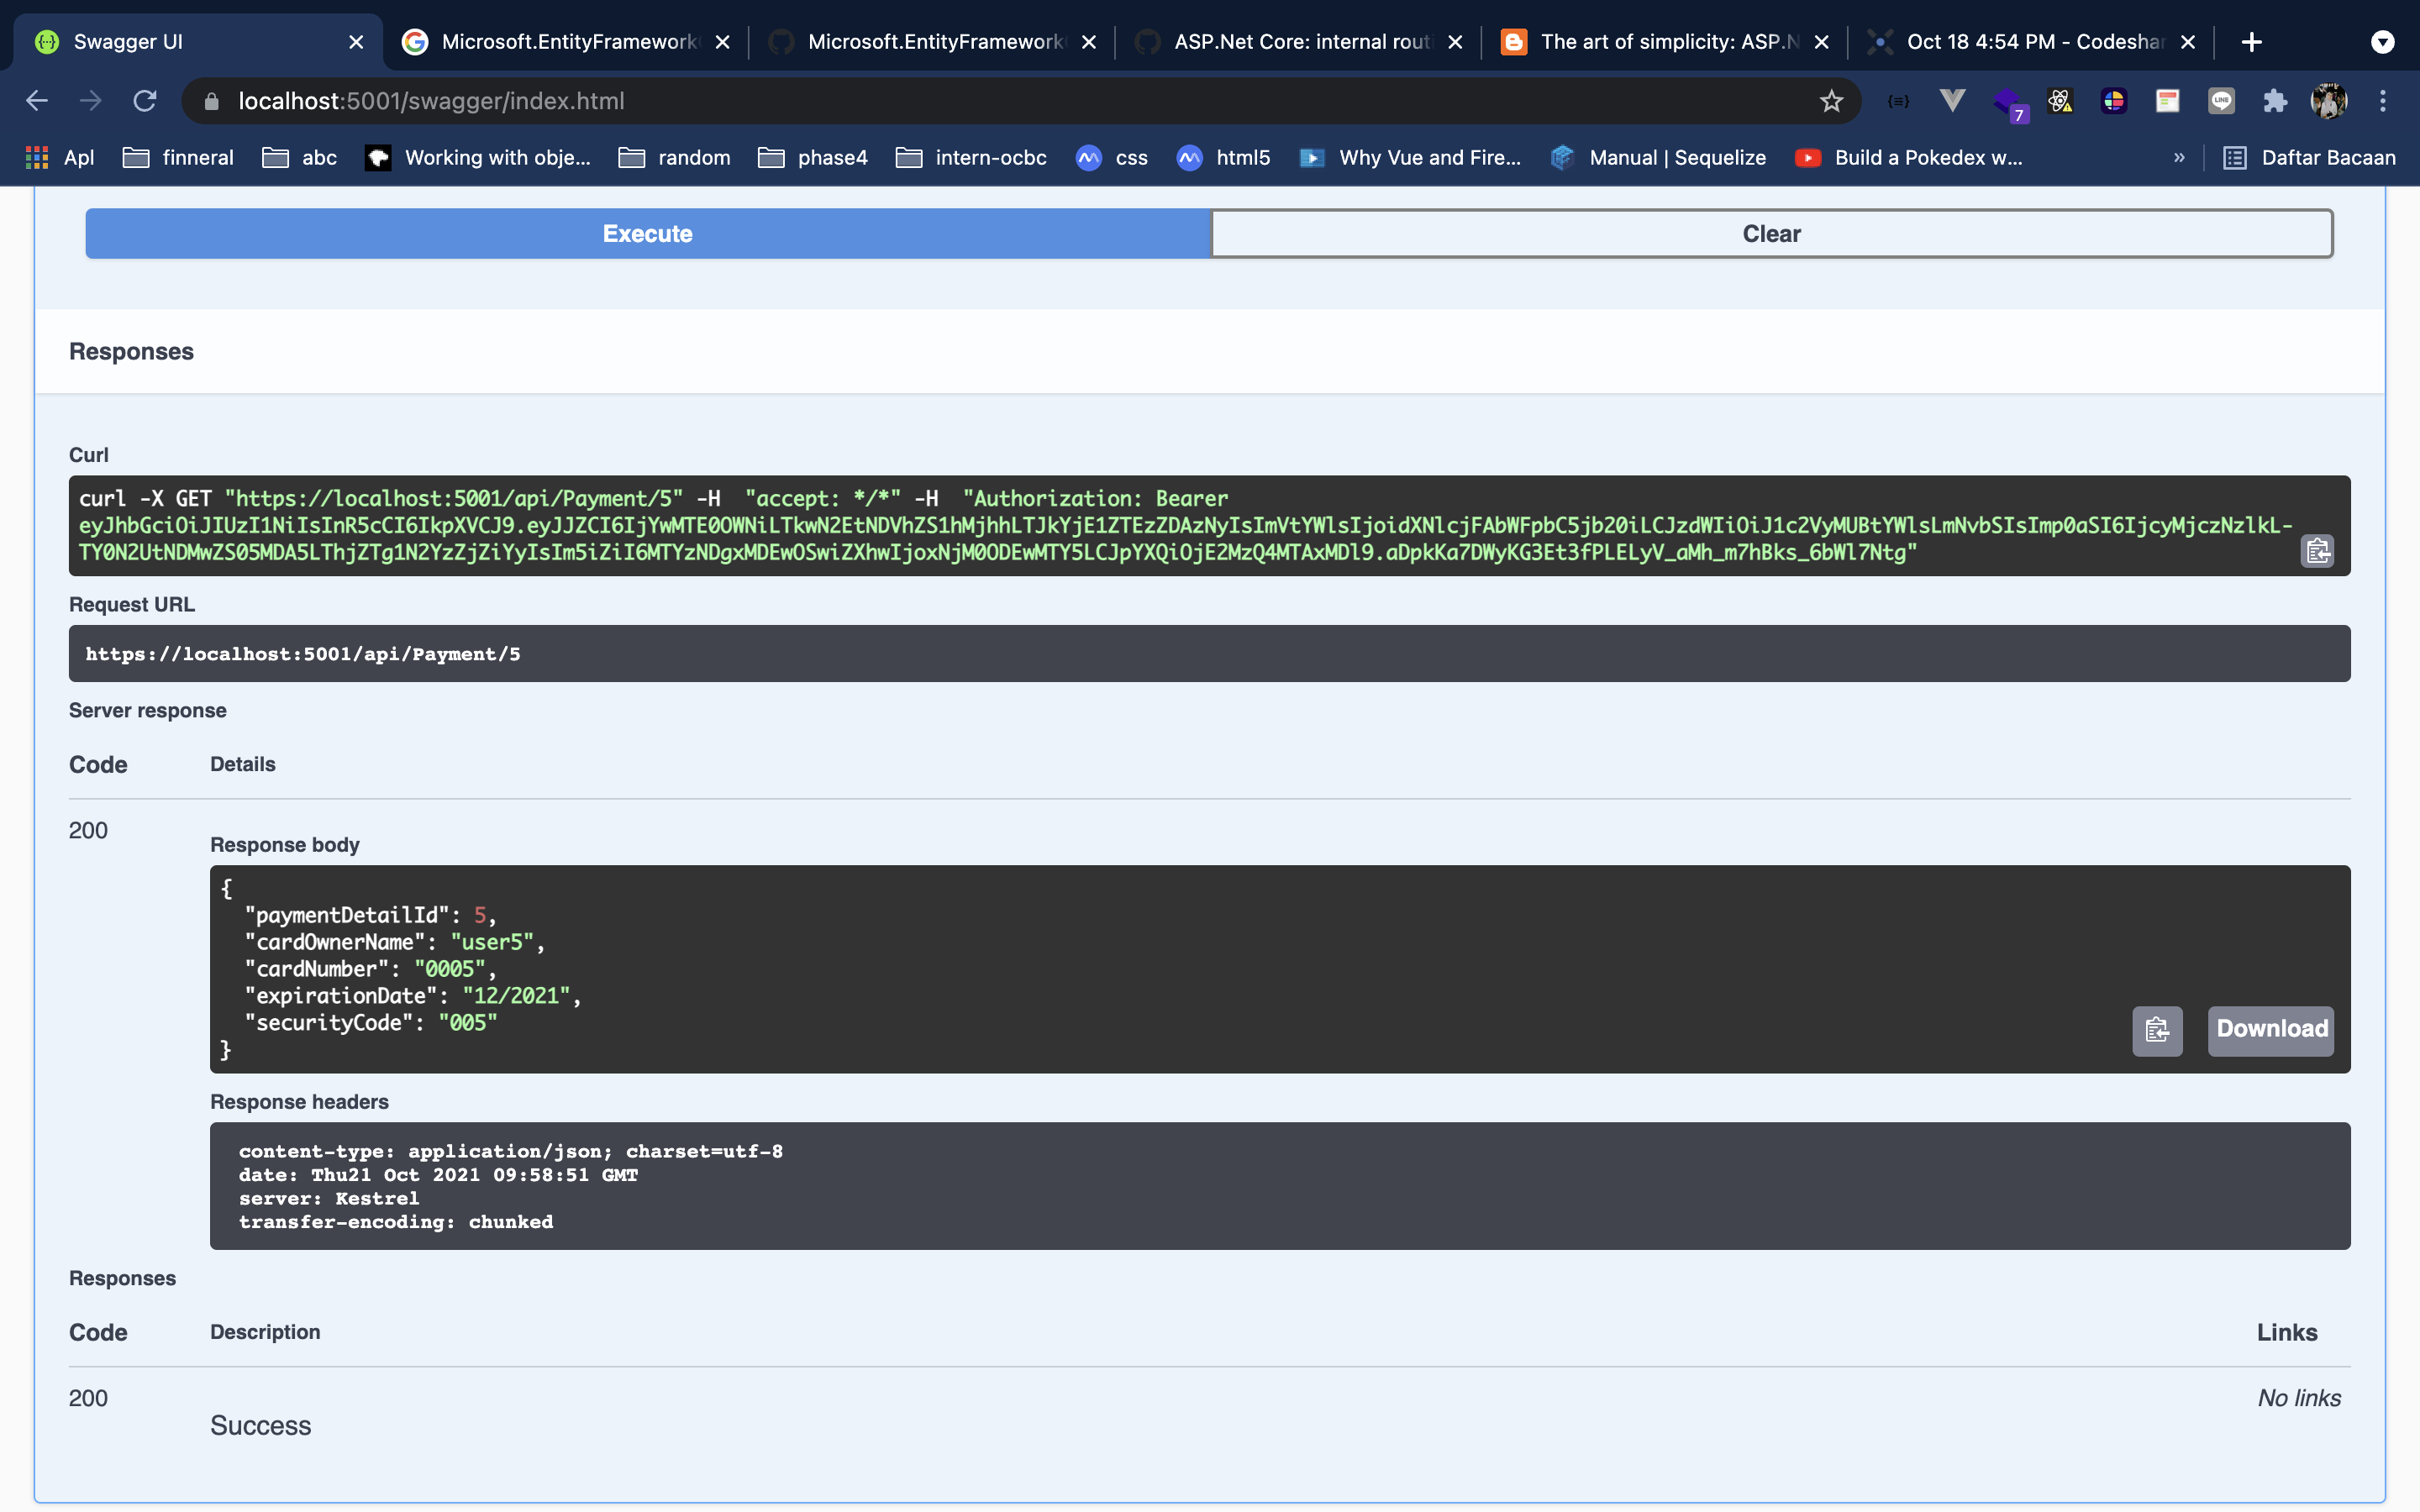 Swagger UI
Microsoft.EntityFramework
Microsoft.EntityFramework
ASP.Net Core: internal rout
The art of simplicity: ASP.N
Oct 18 4:54 PM - Codeshar
localhost:5001/swagger/index.html
7
Apl
finneral
abc
Working with obje...
random
phase4
intern-ocbc
css
html5
Why Vue and Fire...
Manual | Sequelize
Build a Pokedex w...
»
Daftar Bacaan
Execute
Clear
Responses
Curl
curl -X GET "https://localhost:5001/api/Payment/5" -H  "accept: */*" -H  "Authorization: Bearer
eyJhbGciOiJIUzI1NiIsInR5cCI6IkpXVCJ9.eyJJZCI6IjYwMTE0OWNiLTkwN2EtNDVhZS1hMjhhLTJkYjE1ZTEzZDAzNyIsImVtYWlsIjoidXNlcjFAbWFpbC5jb20iLCJzdWIiOiJ1c2VyMUBtYWlsLmNvbSIsImp0aSI6IjcyMjczNzlkL-
TY0N2UtNDMwZS05MDA5LThjZTg1N2YzZjZiYyIsIm5iZiI6MTYzNDgxMDEwOSwiZXhwIjoxNjM0ODEwMTY5LCJpYXQiOjE2MzQ4MTAxMDl9.aDpkKa7DWyKG3Et3fPLELyV_aMh_m7hBks_6bWl7Ntg"
Request URL
https://localhost:5001/api/Payment/5
Server response
Code
Details
200
Response body
{
"paymentDetailId": 5,
"cardOwnerName": "user5",
"cardNumber": "0005",
"expirationDate": "12/2021",
"securityCode": "005"
}
Download
Response headers
content-type: application/json; charset=utf-8
date: Thu21 Oct 2021 09:58:51 GMT
server: Kestrel
transfer-encoding: chunked
Responses
Code
Description
Links
200
Success
No links